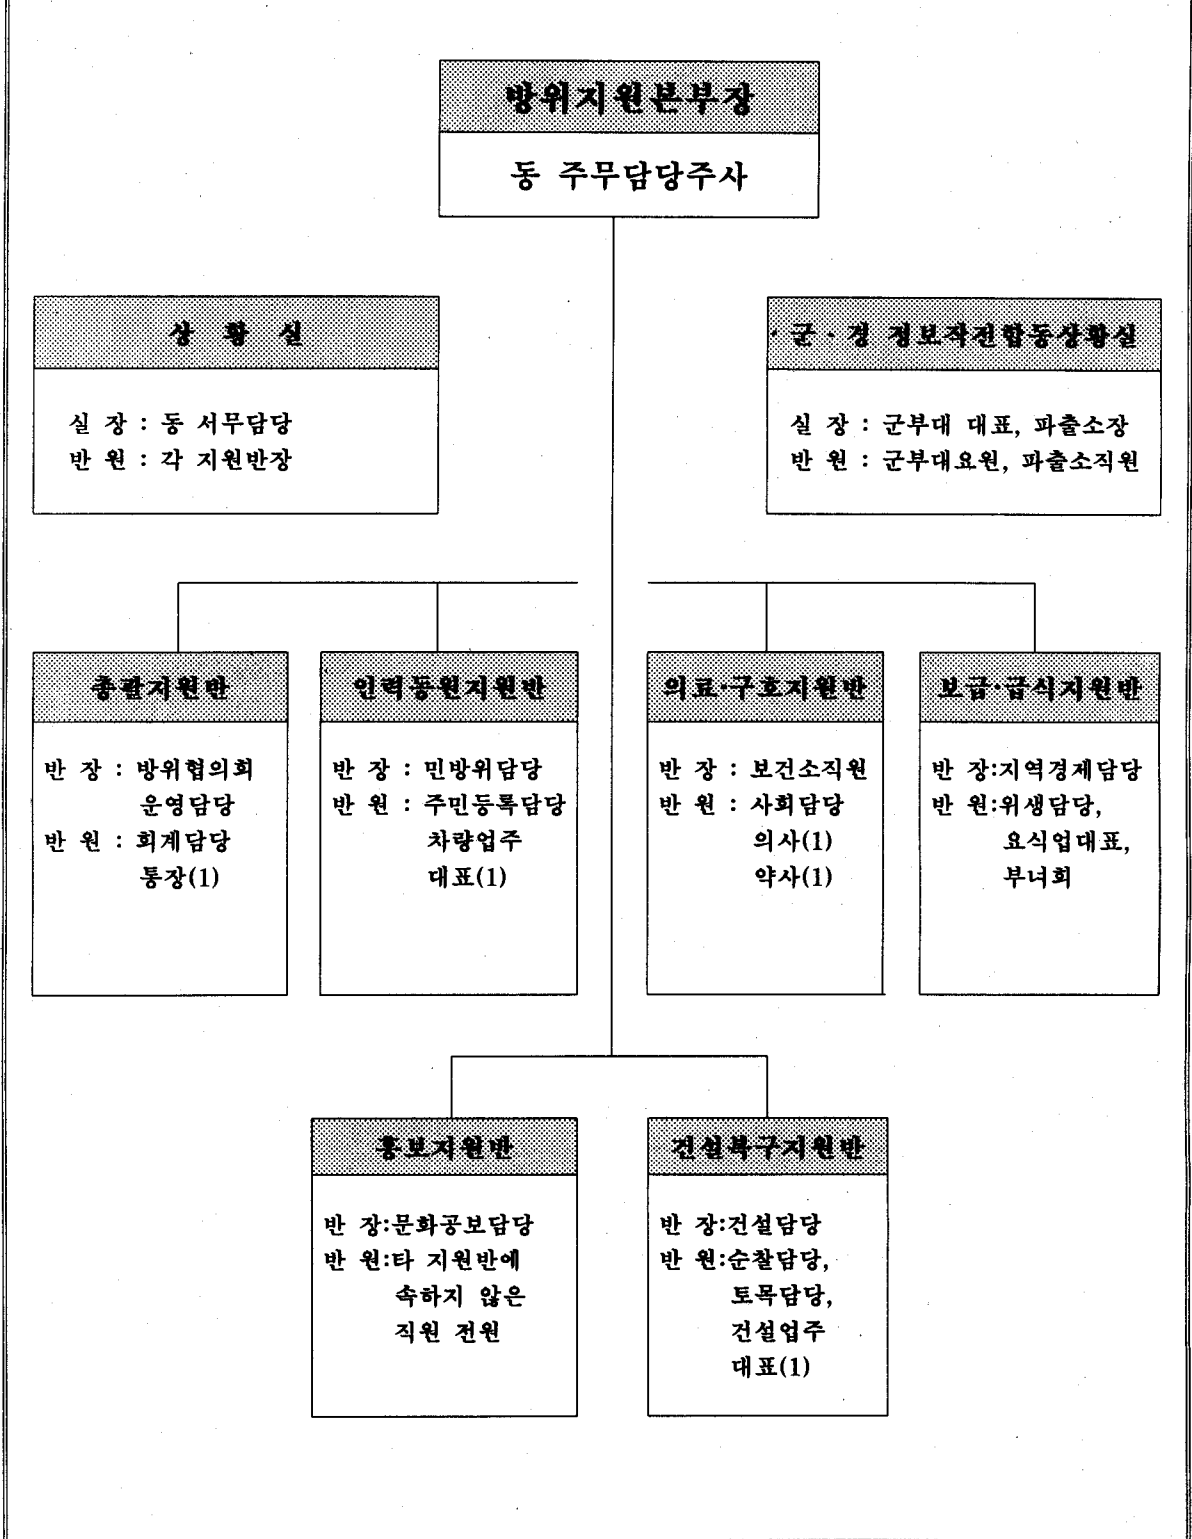 방위지원본부장
동 주무담당주사
상 황 실
실 장 : 동 서무담당
반 원 : 각 지원반장
· 군 · 경 정보작전합동상황실
실 장 : 군부대 대표, 파출소장
반 원 : 군부대요원, 파출소직원
총괄지원반
반 장 : 방위협의회
운영담당
반 원 : 회계담당
통장(1)
인력동원지원반
반 장 : 민방위담당
반 원 : 주민등록담당
차량업주
대표(1)
의료·구호지원반
반 장 : 보건소직원
반 원 : 사회담당
의사(1)
약사(1)
보급·급식지원반
반 장:지역경제담당
반 원:위생담당,
요식업대표,
부녀회
홍보지원반
반 장:문화공보담당
반 원:타 지원반에
속하지 않은
직원 전원
건설복구지원반
반 장:건설담당
반 원:순찰담당,
토목담당,
건설업주
대표(1)